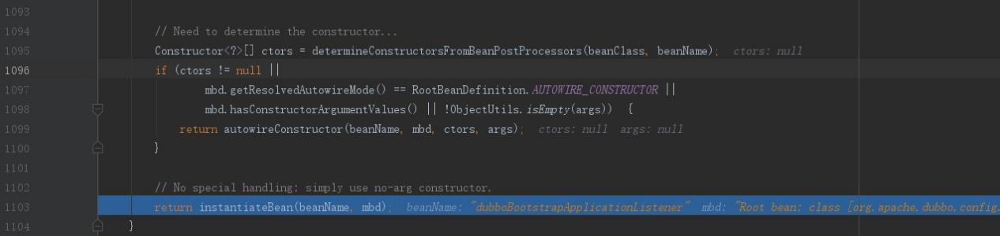 1093
1094 // Need to determine the constructor...
1095 Constructor<?>[] ctors = determineConstructorsFromBeanPostProcessors(beanClass, beanName); ctors: null
1096 if (ctors != null ||
1097 mbd.getResolvedAutowireMode() == RootBeanDefinition.AUTOWIRE_CONSTRUCTOR ||
1098 mbd.hasConstructorArgumentValues() || !ObjectUtils.isEmpty(args)) {
1099 return autowireConstructor(beanName, mbd, ctors, args); ctors: null args: null
1100 }
1101
1102 // No special handling: simply use no-arg constructor.
1103 return instantiateBean(beanName, mbd); beanName: "dubboBootstrapApplicationListener" mbd: "Root bean: class [org.apache.dubbo.config.
1104 }